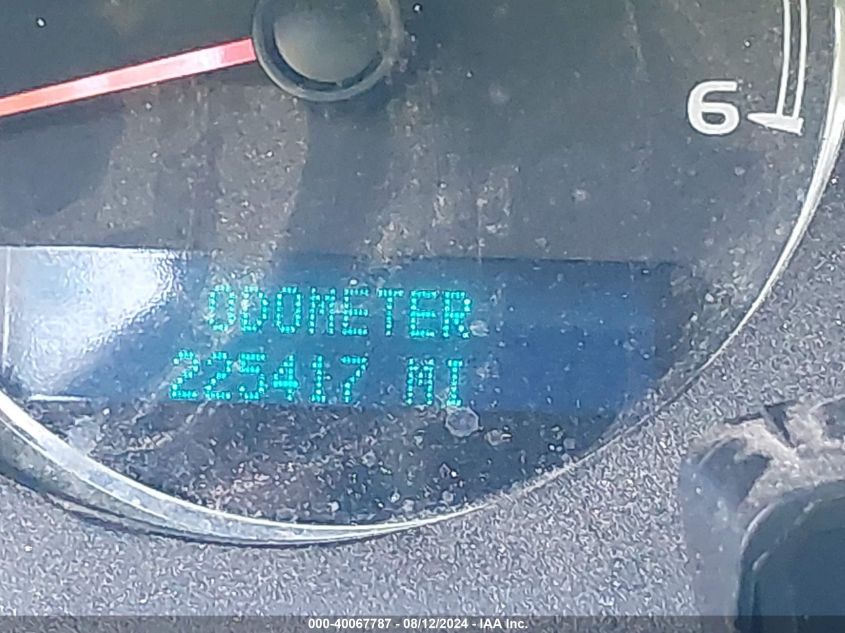 6
ODOMETER
225417 MI
000-40067787 - 08/12/2024 - IAA Inc.